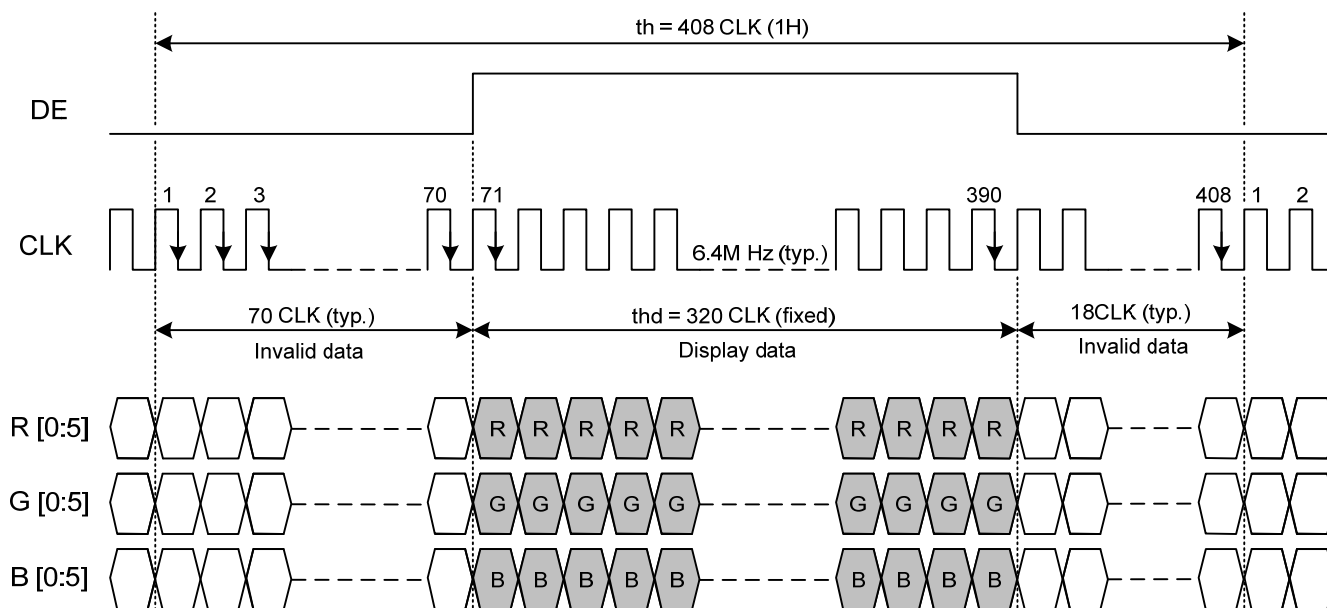 th = 408 CLK (1H)
DE
1 2 3 70 71 390 408 1 2
CLK
6.4M Hz (typ.)
70 CLK (typ.) thd = 320 CLK (fixed) 18CLK (typ.)
Invalid data Display data Invalid data
R [0:5] R R R R R R R R R
G [0:5] G G G G G G G G G
B [0:5] B B B B B B B B B